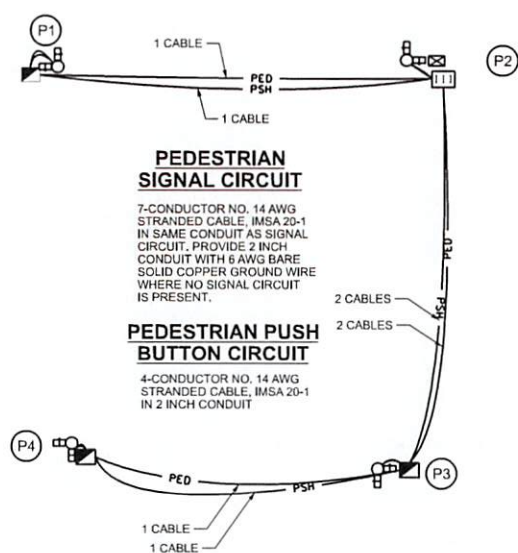 P1
1 CABLE
P2
PED
PSH
1 CABLE
PEDESTRIAN
SIGNAL CIRCUIT
7-CONDUCTOR NO. 14 AWG
STRANDED CABLE, IMSA 20-1
IN SAME CONDUIT AS SIGNAL
CIRCUIT. PROVIDE 2 INCH
CONDUIT WITH 6 AWG BARE
SOLID COPPER GROUND WIRE
WHERE NO SIGNAL CIRCUIT
IS PRESENT.
PED
2 CABLES
PSH
2 CABLES
PEDESTRIAN PUSH
BUTTON CIRCUIT
4-CONDUCTOR NO. 14 AWG
STRANDED CABLE, IMSA 20-1
IN 2 INCH CONDUIT
P4
P3
PED
PSH
1 CABLE
1 CABLE